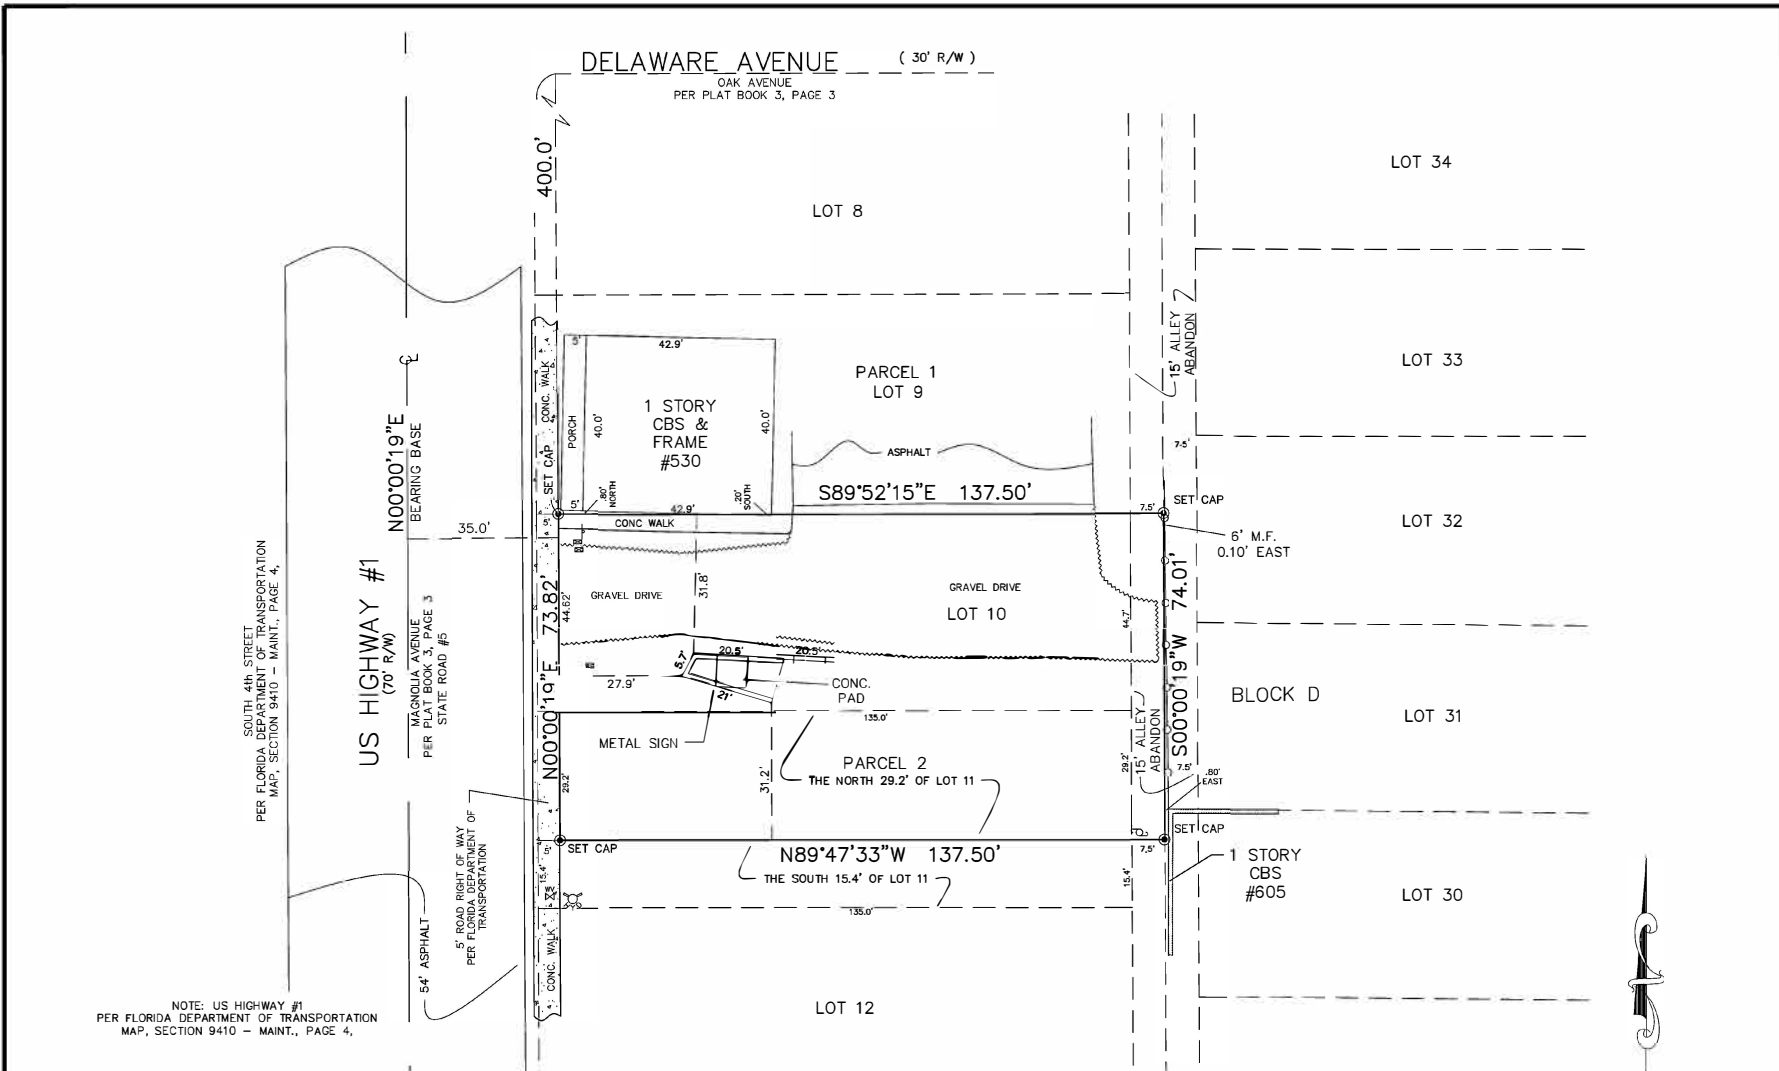 DELAWARE AVENUE ( 30' R/W )
OAK AVENUE
PER PLAT BOOK 3, PAGE 3
400.0'
LOT 8
LOT 34
15' ALLEY
ABANDON
LOT 33
5'
42.9'
PARCEL 1
LOT 9
1 STORY
CBS &
FRAME
#530
PORCH
40.0'
40.0'
CONC. WALK
SET CAP
N00°00'19"E
BEARING BASE
ASPHALT
7.5'
S89°52'15"E 137.50'
7.5'
SET CAP
5'
.80'
NORTH
42.9'
.20'
SOUTH
CONC WALK
5'
35.0'
LOT 32
6' M.F.
0.10' EAST
SOUTH 4th STREET
PER FLORIDA DEPARTMENT OF TRANSPORTATION
MAP, SECTION 9410 - MAINT., PAGE 4,
US HIGHWAY #1
(70' R/W)
MAGNOLIA AVENUE
PER PLAT BOOK 3, PAGE 3
STATE ROAD #5
N00°00'19"E 73.82'
44.62'
GRAVEL DRIVE
31.8'
GRAVEL DRIVE
LOT 10
44.7'
S00°00'19"W 74.01'
5.7'
20.5'
20.5'
27.9'
21'
CONC.
PAD
BLOCK D
LOT 31
METAL SIGN
135.0'
15' ALLEY
ABANDON
PARCEL 2
THE NORTH 29.2' OF LOT 11
29.2'
31.2'
29.2'
7.5'
.80'
EAST
5' ROAD RIGHT OF WAY
PER FLORIDA DEPARTMENT OF
TRANSPORTATION
5'
SET CAP
N89°47'33"W 137.50'
7.5'
SET CAP
1 STORY
CBS
#605
THE SOUTH 15.4' OF LOT 11
15.4'
15.4'
135.0'
LOT 30
CONC. WALK
54' ASPHALT
LOT 12
NOTE: US HIGHWAY #1
PER FLORIDA DEPARTMENT OF TRANSPORTATION
MAP, SECTION 9410 - MAINT., PAGE 4,